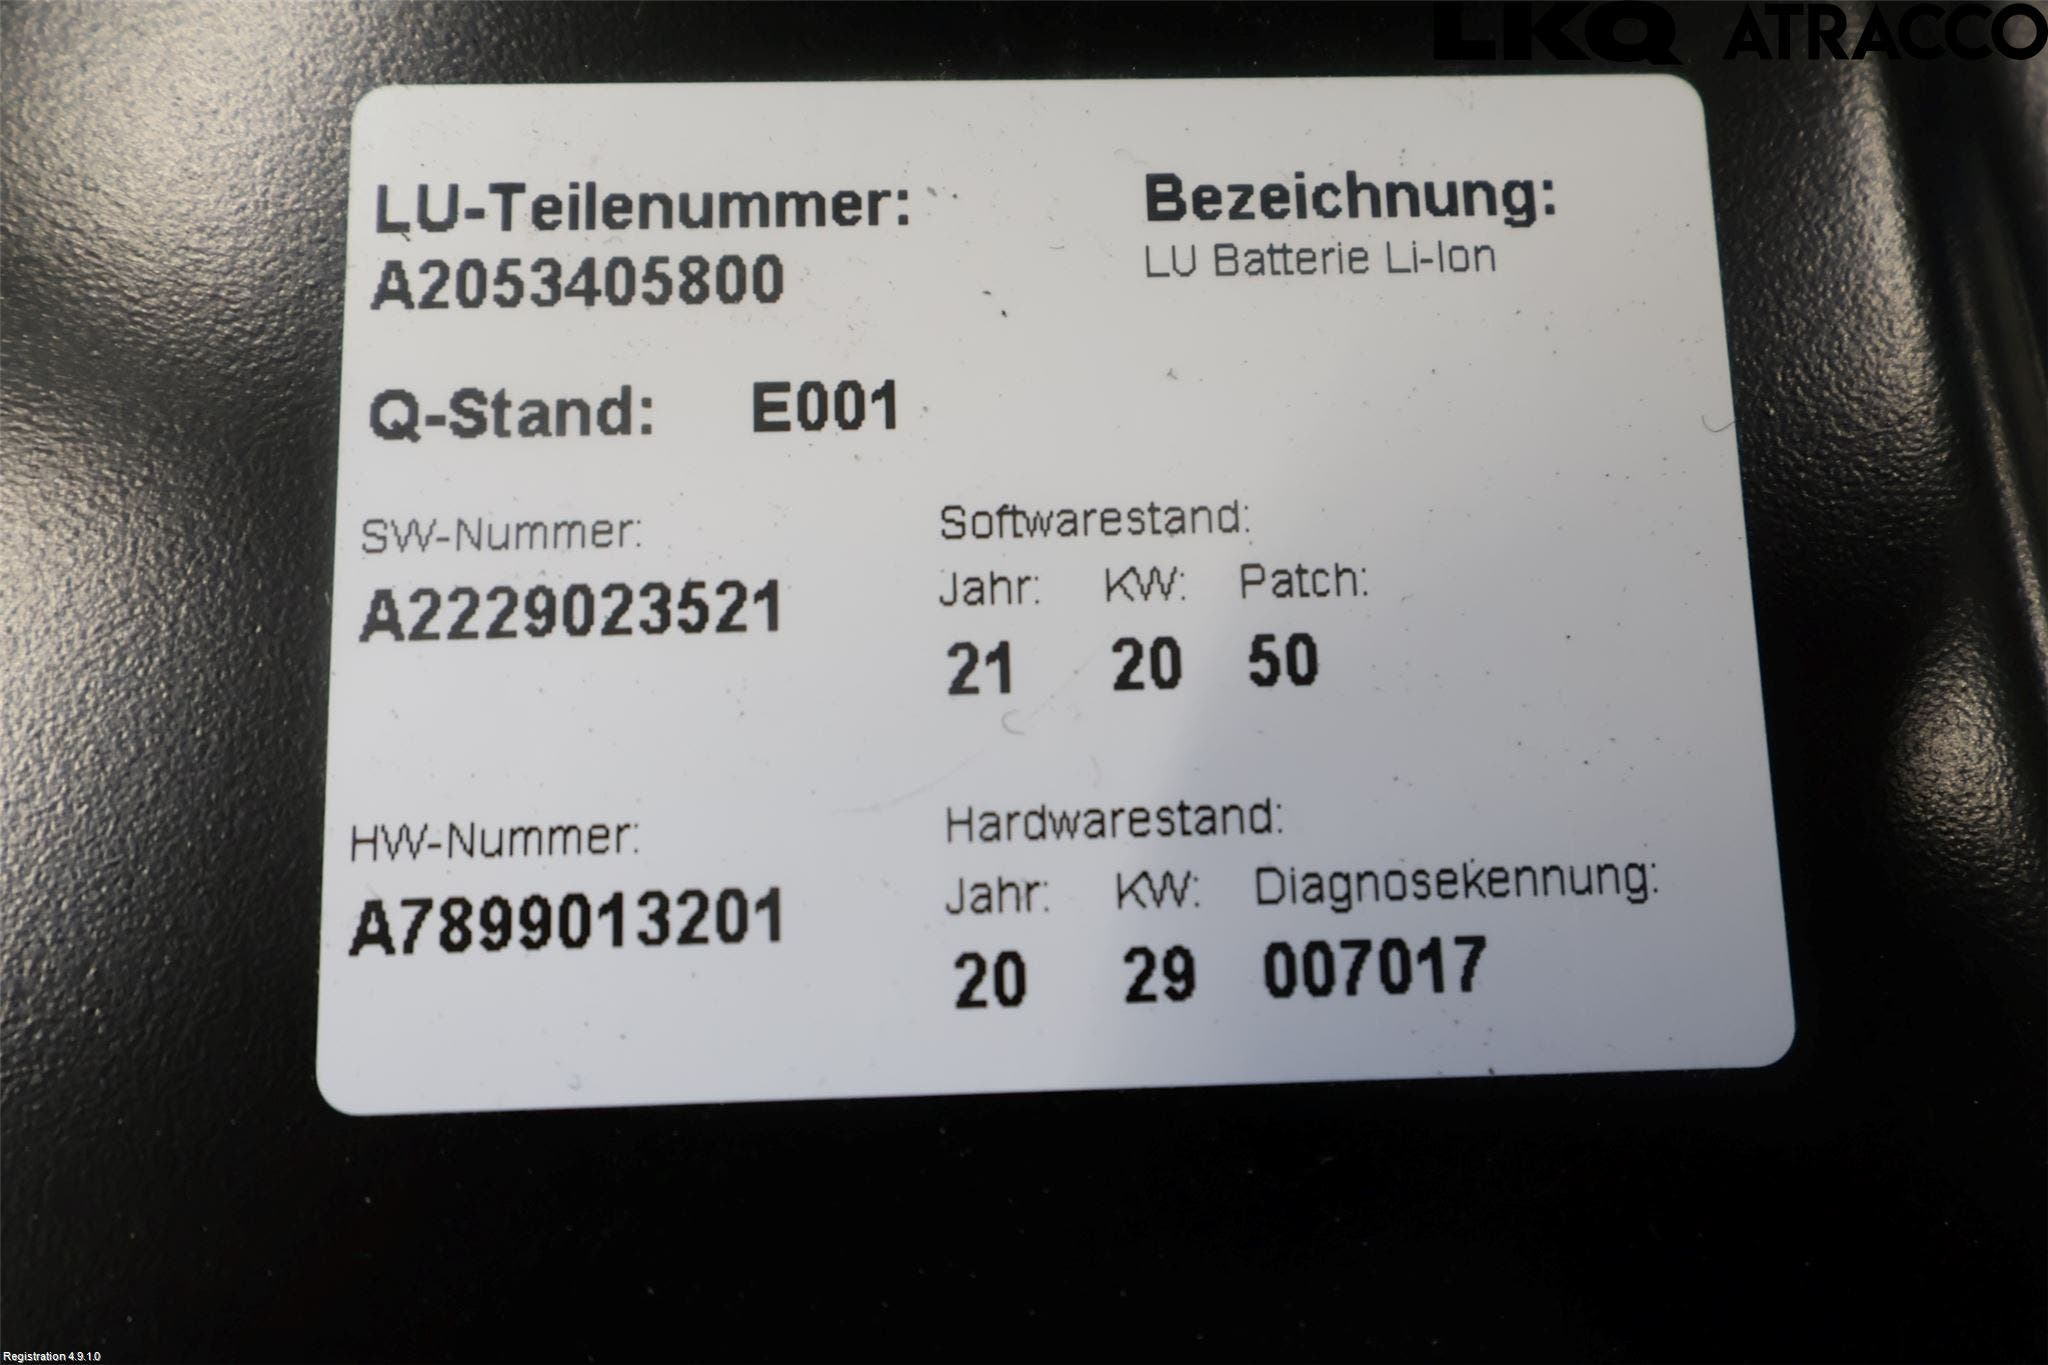 LKQ ATRACCO
LU-Teilenummer:
A2053405800
Bezeichnung:
LU Batterie Li-Ion
Q-Stand: E001
SW-Nummer:
A2229023521
Softwarestand:
Jahr: KW: Patch:
21 20 50
HW-Nummer:
A7899013201
Hardwarestand:
Jahr: KW: Diagnosekennung:
20 29 007017
Registration 4.9.1.0